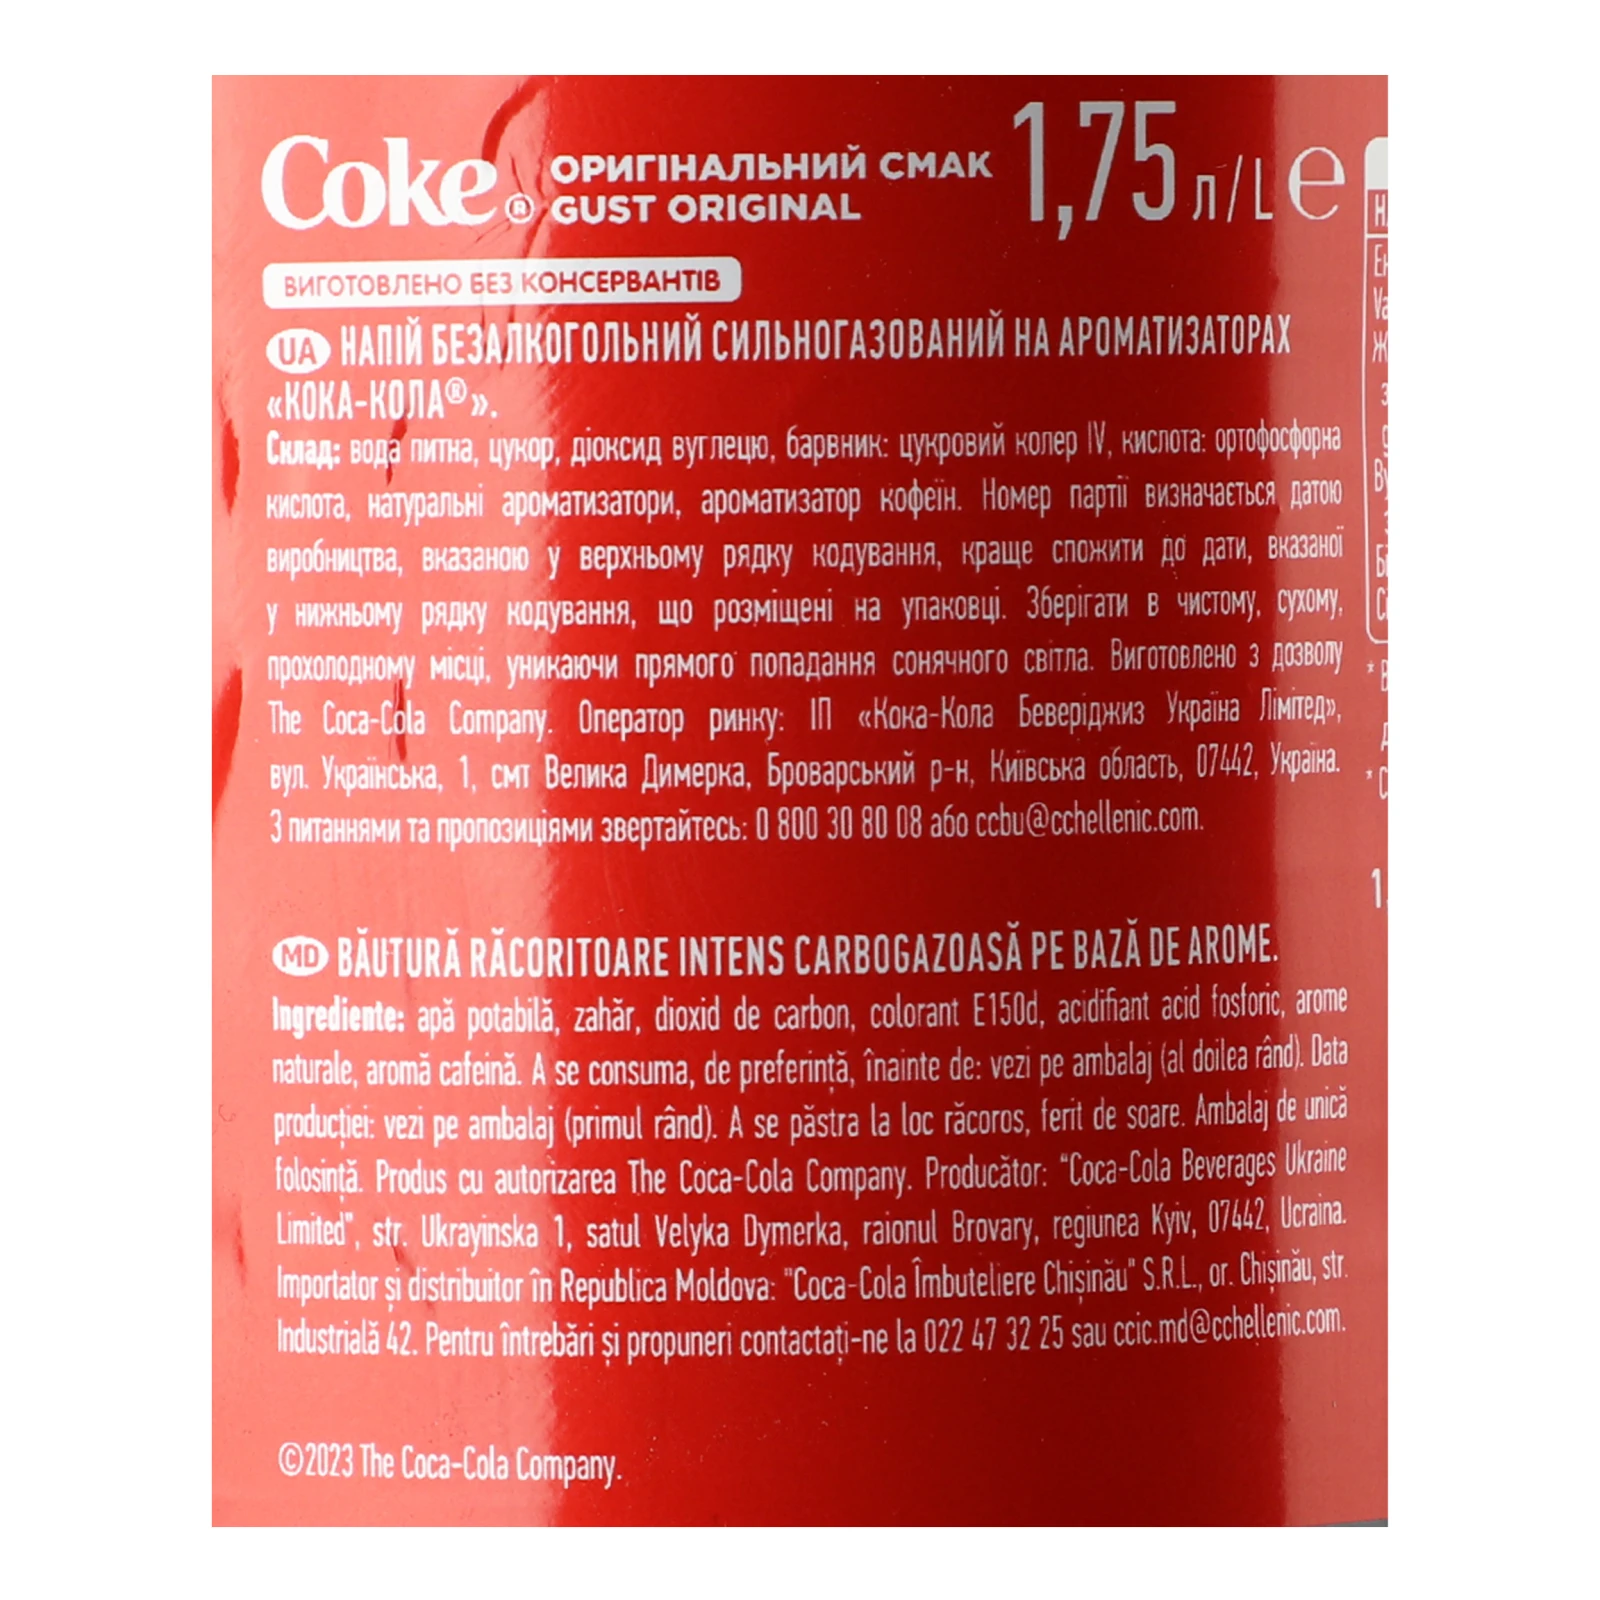 Coke® ОРИГІНАЛЬНИЙ СМАК 1,75 л/L ℮
GUST ORIGINAL
ВИГОТОВЛЕНО БЕЗ КОНСЕРВАНТІВ
UA НАПІЙ БЕЗАЛКОГОЛЬНИЙ СИЛЬНОГАЗОВАНИЙ НА АРОМАТИЗАТОРАХ
«КОКА-КОЛА®».
Склад: вода питна, цукор, діоксид вуглецю, барвник: цукровий колер IV, кислота: ортофосфорна
кислота, натуральні ароматизатори, ароматизатор кофеїн. Номер партії визначається датою
виробництва, вказаною у верхньому рядку кодування, краще спожити до дати, вказаної
у нижньому рядку кодування, що розміщені на упаковці. Зберігати в чистому, сухому,
прохолодному місці, уникаючи прямого попадання сонячного світла. Виготовлено з дозволу
The Coca-Cola Company. Оператор ринку: ІП «Кока-Кола Беверіджиз Україна Лімітед»,
вул. Українська, 1, смт Велика Димерка, Броварський р-н, Київська область, 07442, Україна.
З питаннями та пропозиціями звертайтесь: 0 800 30 80 08 або ccbu@cchellenic.com.
MD BĂUTURĂ RĂCORITOARE INTENS CARBOGAZOASĂ PE BAZĂ DE AROME.
Ingrediente: apă potabilă, zahăr, dioxid de carbon, colorant E150d, acidifiant acid fosforic, arome
naturale, aromă cafeină. A se consuma, de preferință, înainte de: vezi pe ambalaj (al doilea rând). Data
producției: vezi pe ambalaj (primul rând). A se păstra la loc răcoros, ferit de soare. Ambalaj de unică
folosință. Produs cu autorizarea The Coca-Cola Company. Producător: "Coca-Cola Beverages Ukraine
Limited", str. Ukrayinska 1, satul Velyka Dymerka, raionul Brovary, regiunea Kyiv, 07442, Ucraina.
Importator și distribuitor în Republica Moldova: "Coca-Cola Îmbuteliere Chișinău" S.R.L., or. Chișinău, str.
Industrială 42. Pentru întrebări și propuneri contactați-ne la 022 47 32 25 sau ccic.md@cchellenic.com.
©2023 The Coca-Cola Company.